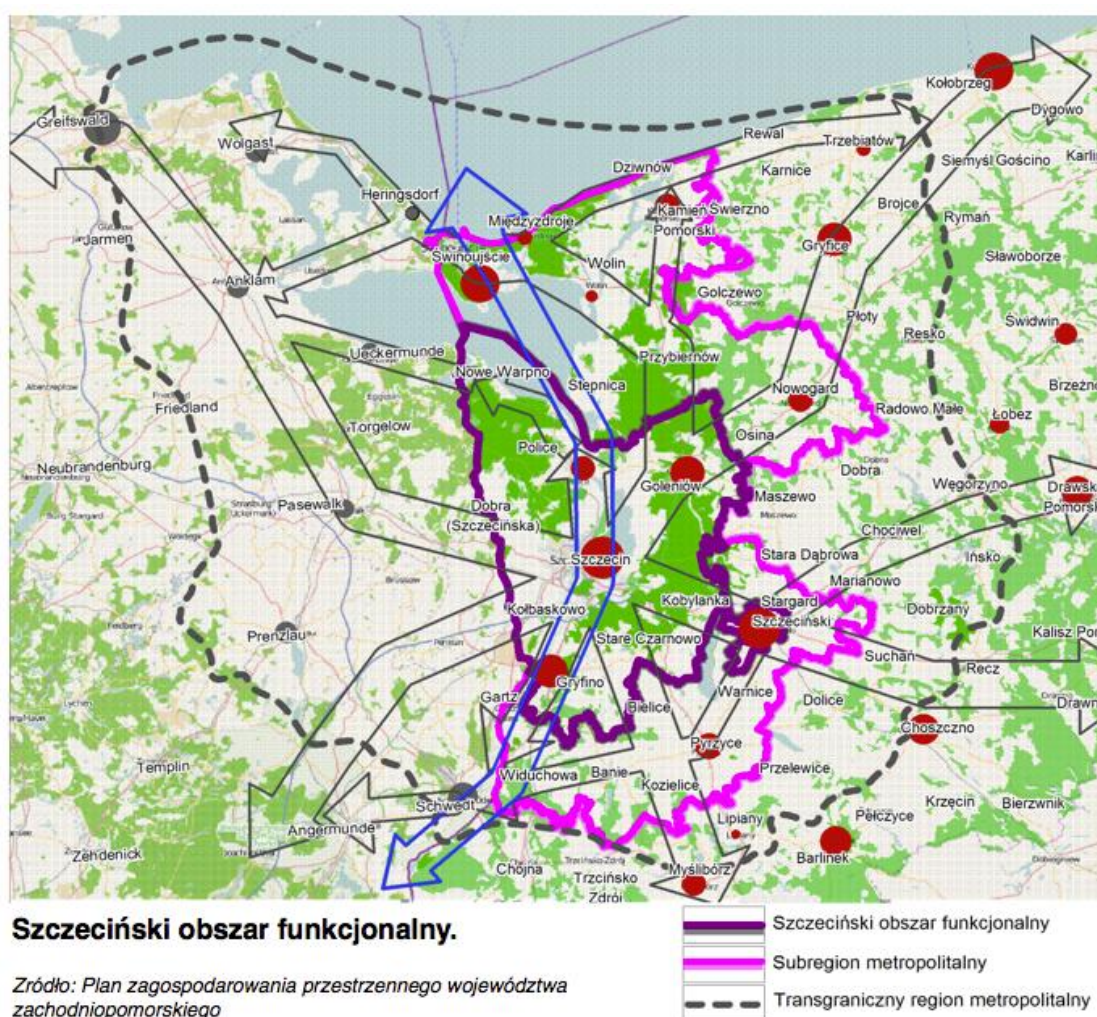 Kołobrzeg
Greifswald
Dygowo
Rewal
Trzebiatów
Wolgast
Siemyśl Gościno
Karli
Dziwnów
Karnice
Heringsdorf
Brojce
Kamień
Pomorski
Świerzno
Międzyzdroje
Rymań
Jarmen
Gryfice
Świnoujście
Wolin
Sławoborze
Anklam
Golczewo
Płoty
Świdwin
Resko
Ueckermunde
Przybiernów
Nowe Warpno
Stepnica
Nowogard
Brzeżno
Friedland
Radowo Małe
Łobez
Torgelow
Osina
Police
Neubrandenburg
Dobra
Goleniów
Węgorzyno
Drawsk
Pomorsk
Maszewo
Pasewalk
Dobra
(Szczecińska)
Chociwel
Szczecin
Stara Dąbrowa
Ińsko
Marianowo
Kołbaskowo
Kobylanka
Stargard
Szczeciński
Dobrzany
Prenzlau
Stare Czarnowo
Kalisz Pom
Suchań
Recz
Gryfino
Gartz
Warnice
Dolice
Drawn
Bielice
Choszczno
Pyrzyce
Templin
Widuchowa
Banie
Przelewice
Kozielice
Schwedt
Krzęcin
Bierzwnik
Angermunde
Lipiany
Pełczyce
Zehdenick
Barlinek
Chojna
Trzcińsko
Zdrój
Myślibórz
Szczeciński obszar funkcjonalny.
Źródło: Plan zagospodarowania przestrzennego województwa
zachodniopomorskiego
Szczeciński obszar funkcjonalny
Subregion metropolitalny
Transgraniczny region metropolitalny